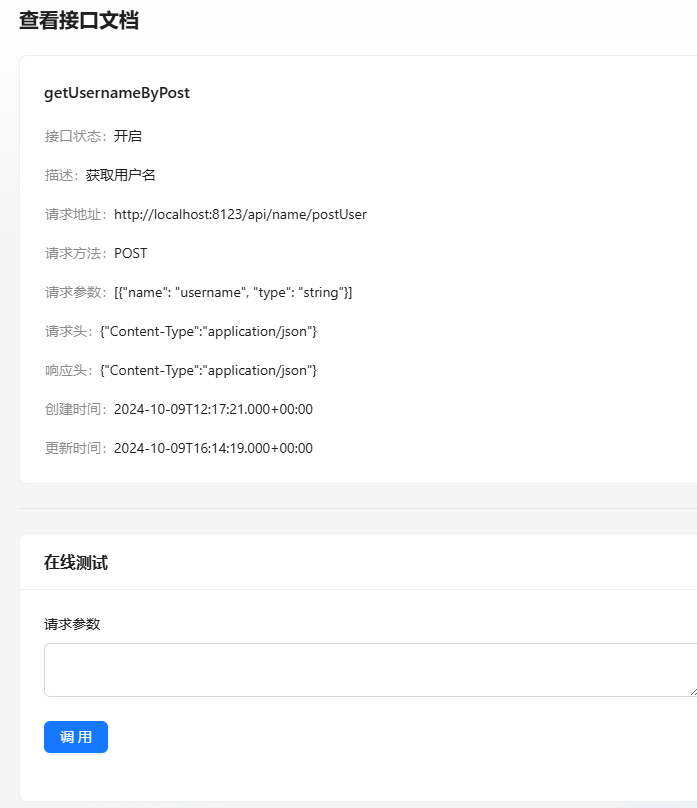 查看接口文档
getUsernameByPost
接口状态：开启
描述：获取用户名
请求地址：http://localhost:8123/api/name/postUser
请求方法：POST
请求参数：[{"name": "username", "type": "string"}]
请求头：{"Content-Type":"application/json"}
响应头：{"Content-Type":"application/json"}
创建时间：2024-10-09T12:17:21.000+00:00
更新时间：2024-10-09T16:14:19.000+00:00
在线测试
请求参数
调 用